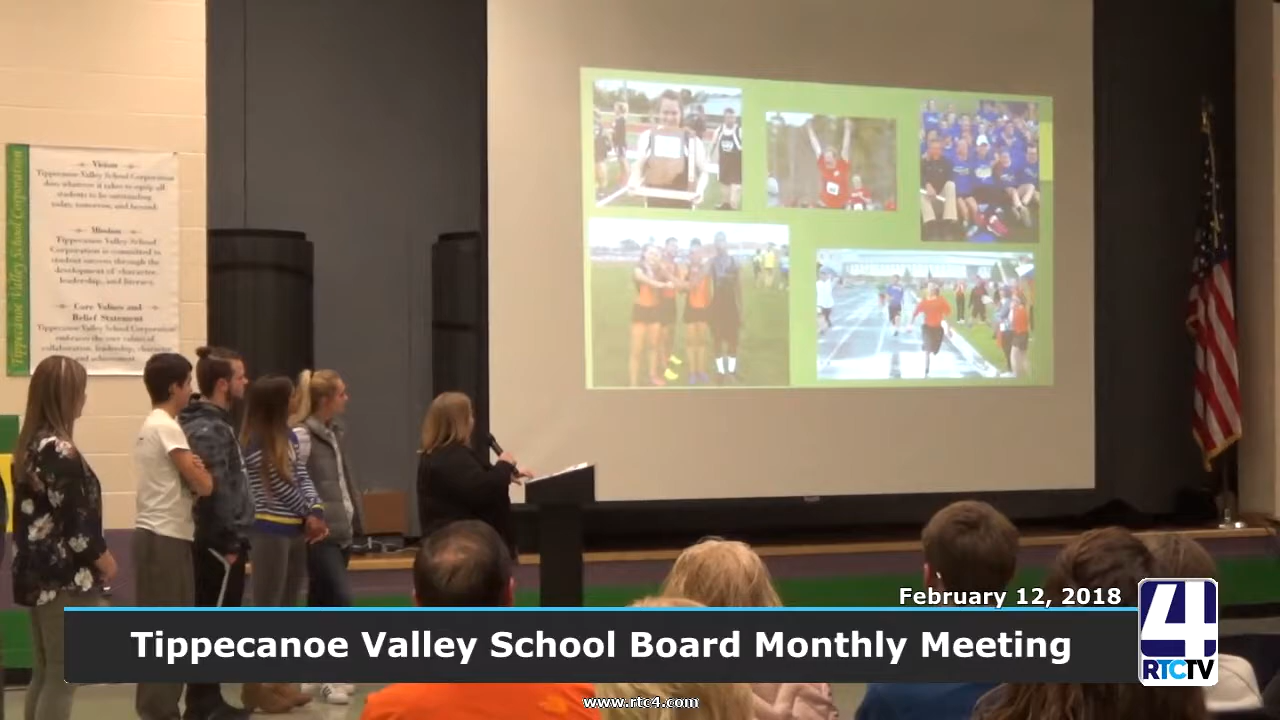 Tippecanoe Valley School Corporation
Vision
Tippecanoe Valley School Corporation
does whatever it takes to equip all
students to be outstanding
today, tomorrow, and beyond.
Mission
Tippecanoe Valley School
Corporation is committed to
student success through the
development of character,
leadership, and literacy.
Core Values and
Belief Statement
Tippecanoe Valley School Corporation
embraces the core values of
collaboration, leadership, character
and achievement.
February 12, 2018
Tippecanoe Valley School Board Monthly Meeting
4
RTCTV
www.rtc4.com